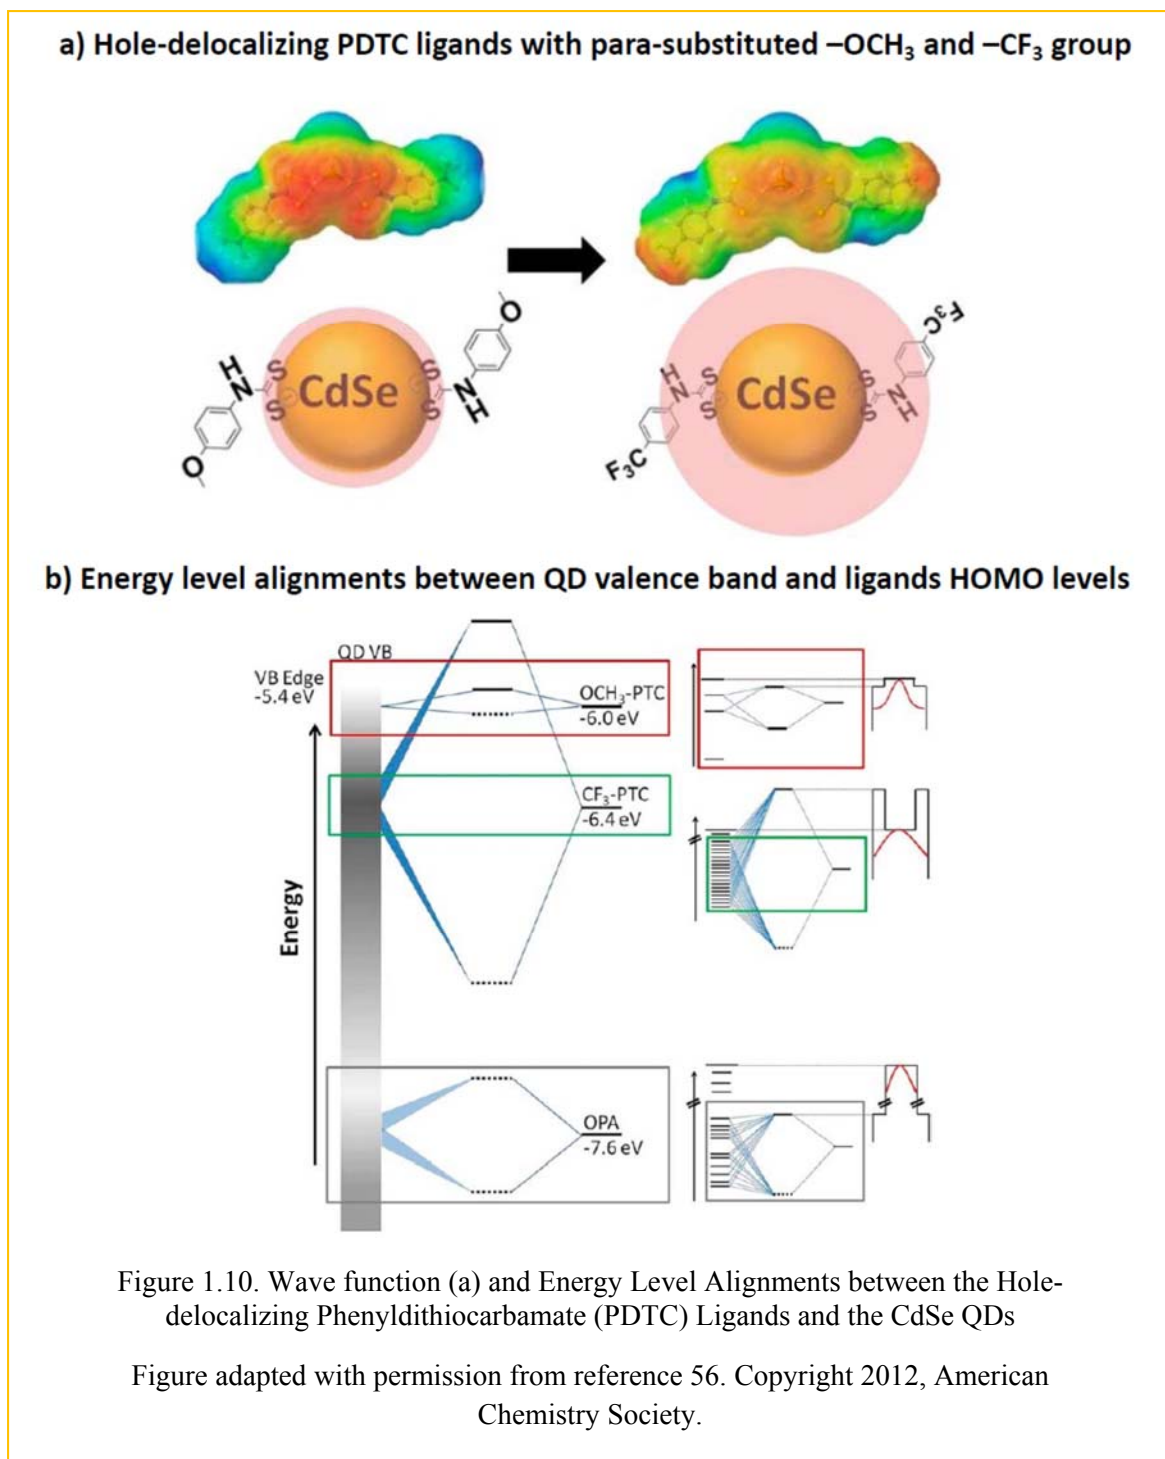 a) Hole-delocalizing PDTC ligands with para-substituted –OCH₃ and –CF₃ group
O
H
N
S
S
CdSe
S
S
N
H
O
F₃C
H
N
S
S
CdSe
S
S
N
H
F₃C
b) Energy level alignments between QD valence band and ligands HOMO levels
QD VB
VB Edge
-5.4 eV
OCH₃-PTC
-6.0 eV
CF₃-PTC
-6.4 eV
Energy
OPA
-7.6 eV
Figure 1.10. Wave function (a) and Energy Level Alignments between the Hole-
delocalizing Phenyldithiocarbamate (PDTC) Ligands and the CdSe QDs
Figure adapted with permission from reference 56. Copyright 2012, American
Chemistry Society.